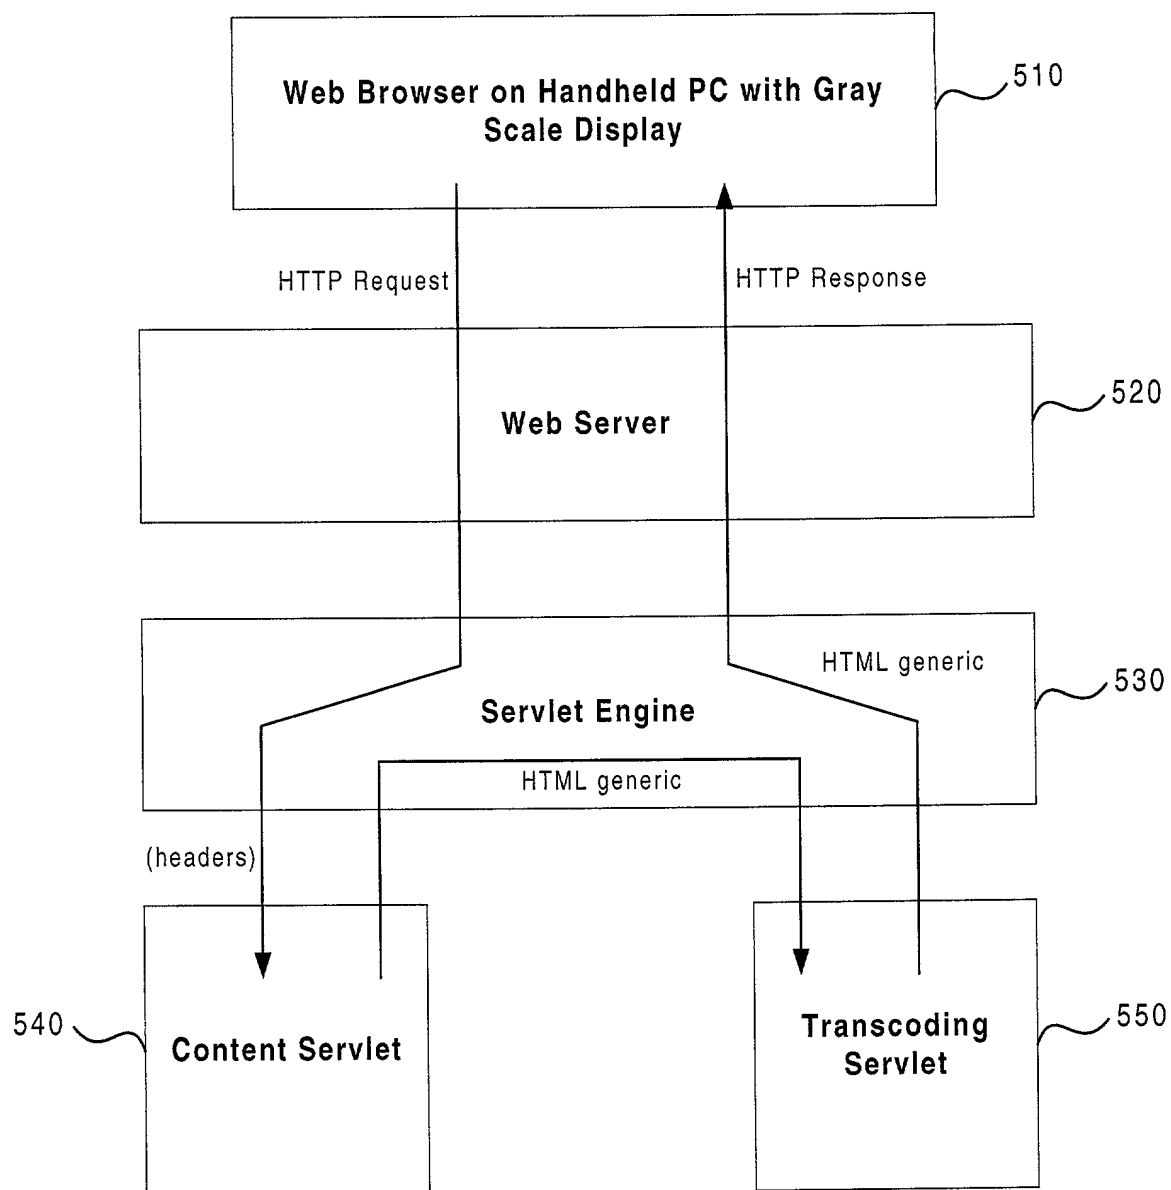 Web Browser on Handheld PC with Gray
Scale Display
510
HTTP Request
HTTP Response
Web Server
520
HTML generic
Servlet Engine
530
HTML generic
(headers)
540
Content Servlet
Transcoding
Servlet
550